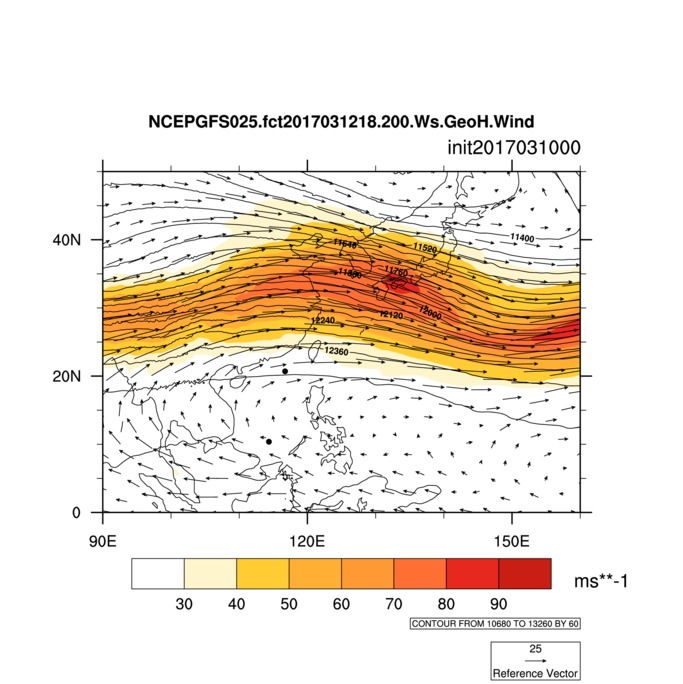 NCEPGFS025.fct2017031218.200.Ws.GeoH.Wind
init2017031000
40N
20N
0
11400
11520
11640
11760
11880
12000
12120
12240
12360
90E 120E 150E
30 40 50 60 70 80 90
ms**-1
CONTOUR FROM 10680 TO 13260 BY 60
25
Reference Vector